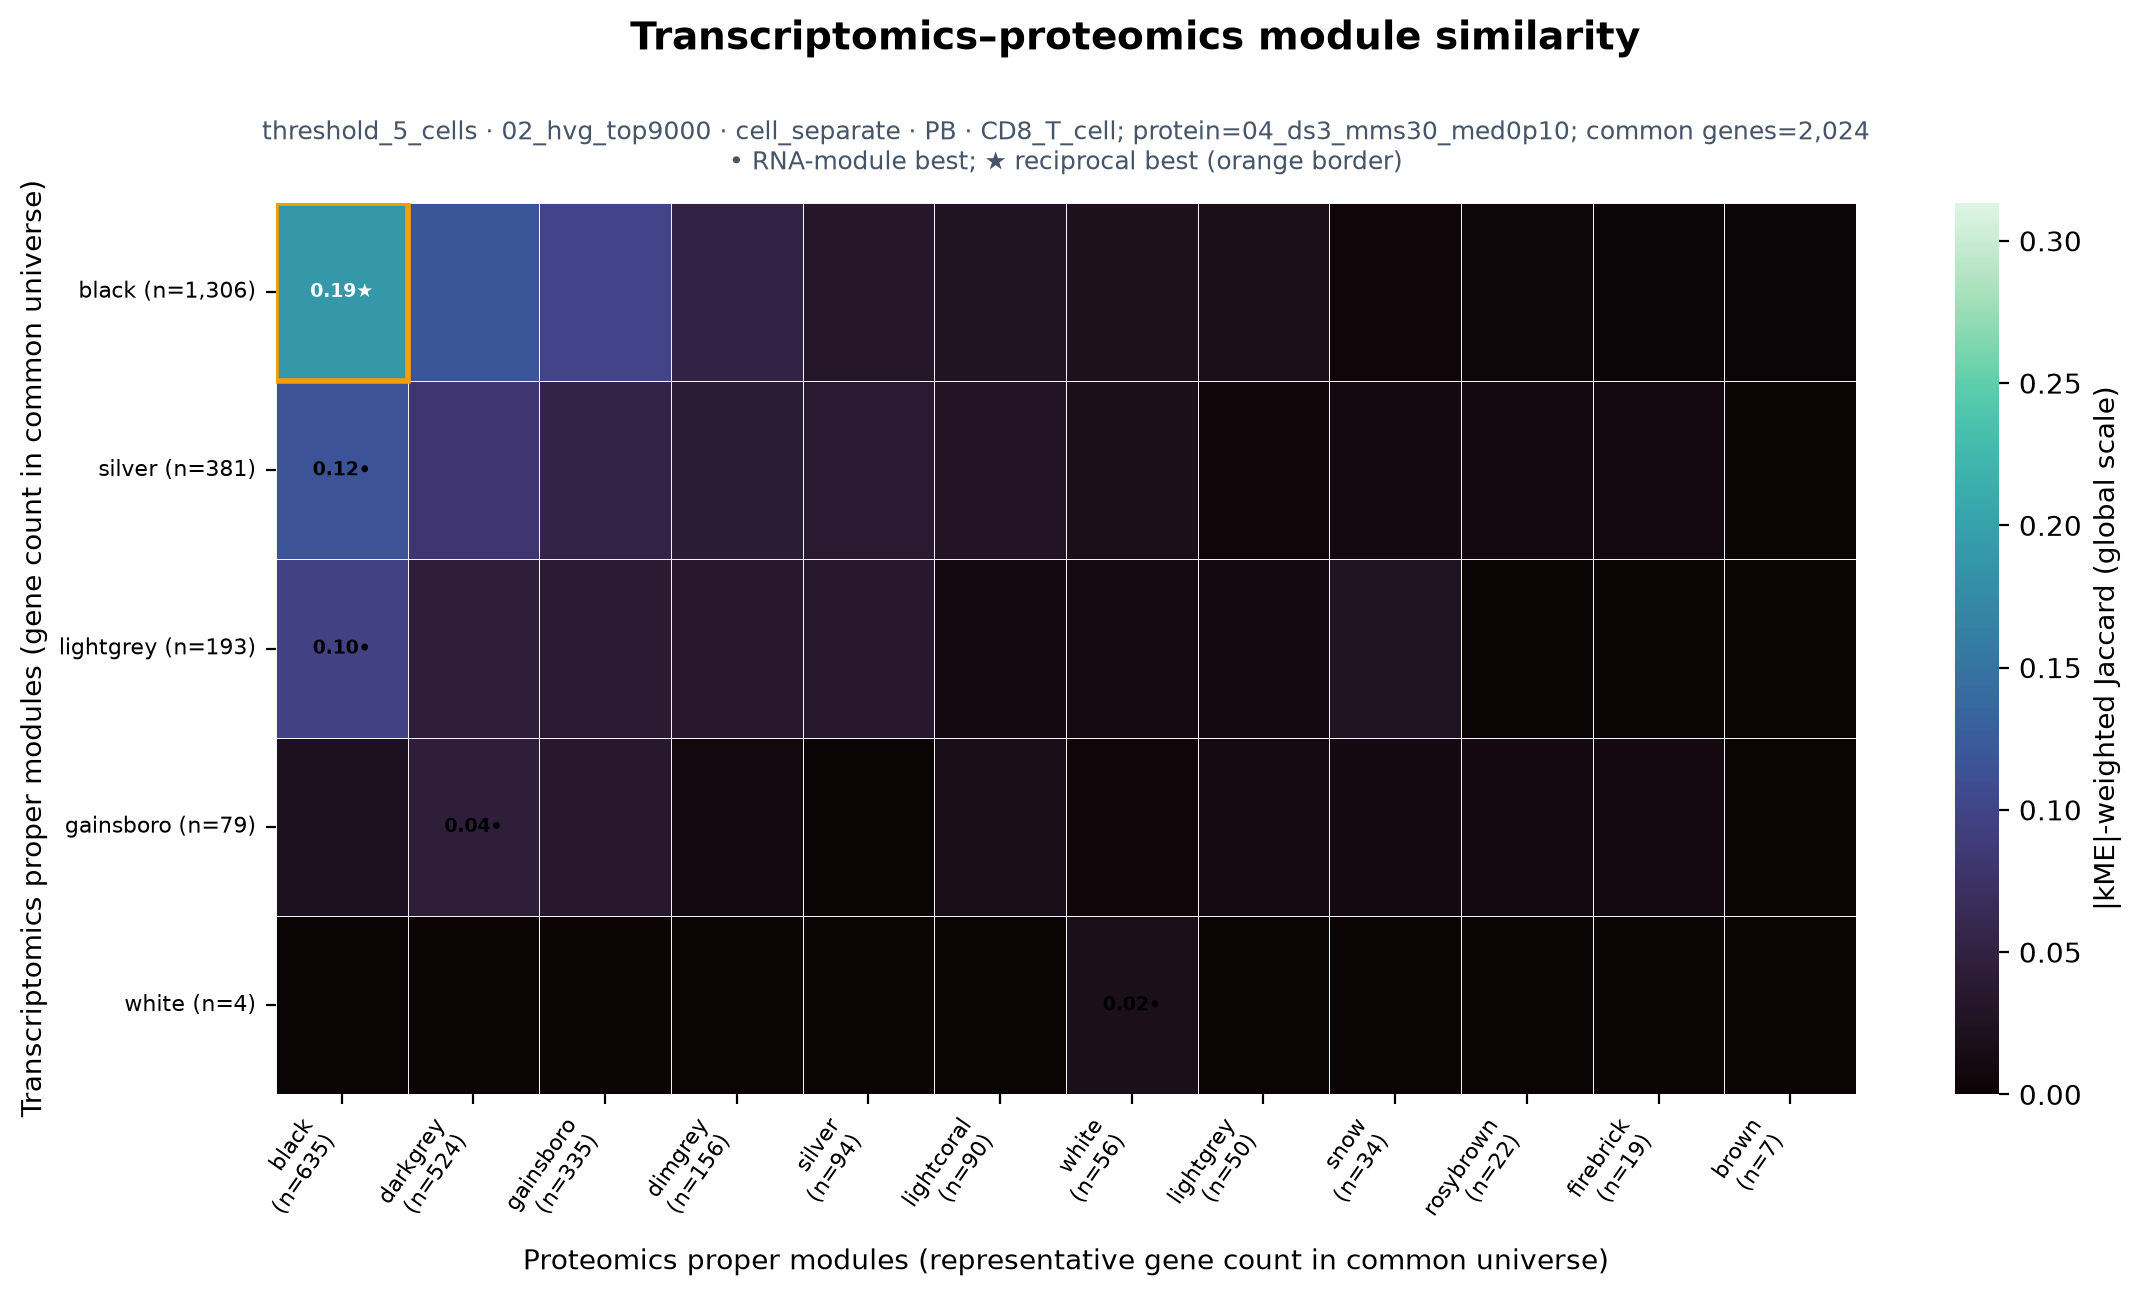 Transcriptomics–proteomics module similarity
threshold_5_cells · 02_hvg_top9000 · cell_separate · PB · CD8_T_cell; protein=04_ds3_mms30_med0p10; common genes=2,024
• RNA-module best; ★ reciprocal best (orange border)
Transcriptomics proper modules (gene count in common universe)
black (n=1,306)
silver (n=381)
lightgrey (n=193)
gainsboro (n=79)
white (n=4)
0.19★
0.12•
0.10•
0.04•
0.02•
black
(n=635)
darkgrey
(n=524)
gainsboro
(n=335)
dimgrey
(n=156)
silver
(n=94)
lightcoral
(n=90)
white
(n=56)
lightgrey
(n=50)
snow
(n=34)
rosybrown
(n=22)
firebrick
(n=19)
brown
(n=7)
Proteomics proper modules (representative gene count in common universe)
0.30
0.25
0.20
0.15
0.10
0.05
0.00
|kME|-weighted Jaccard (global scale)